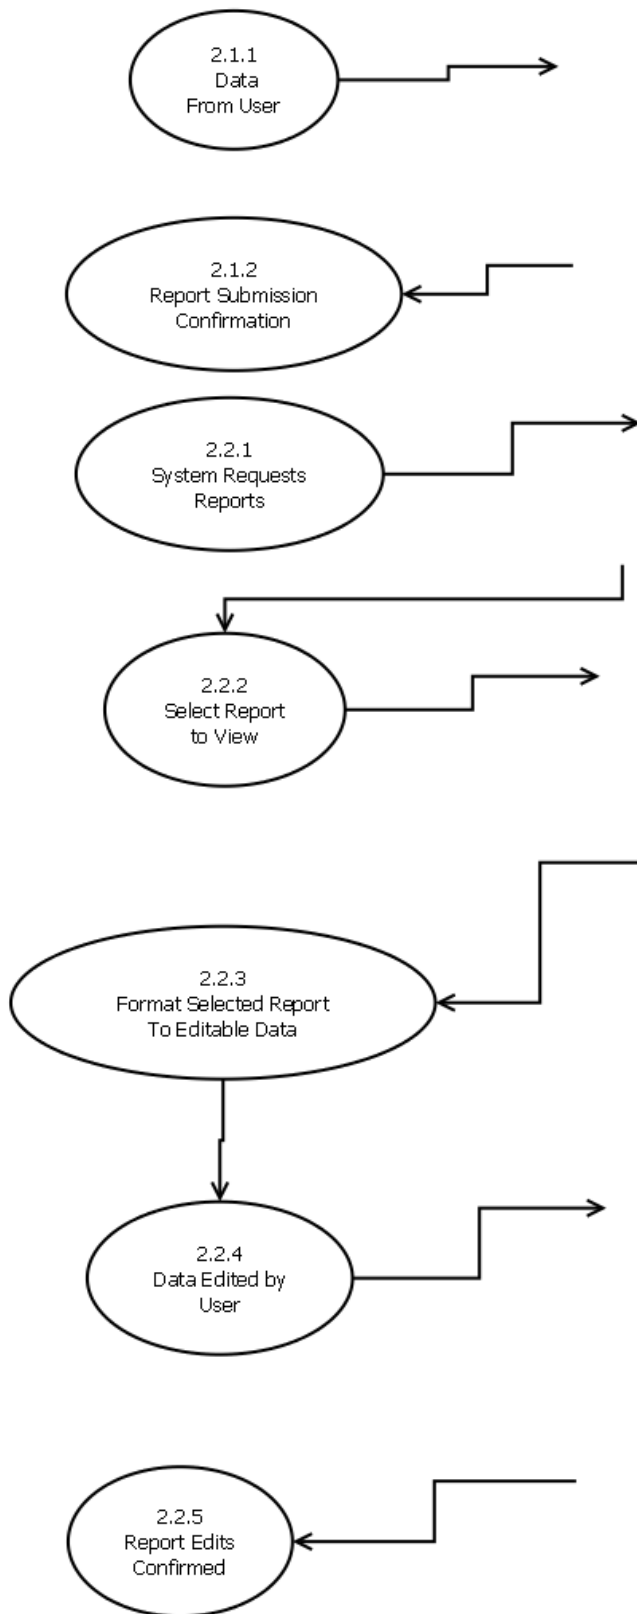 2.1.1
Data
From User
2.1.2
Report Submission
Confirmation
2.2.1
System Requests
Reports
2.2.2
Select Report
to View
2.2.3
Format Selected Report
To Editable Data
2.2.4
Data Edited by
User
2.2.5
Report Edits
Confirmed